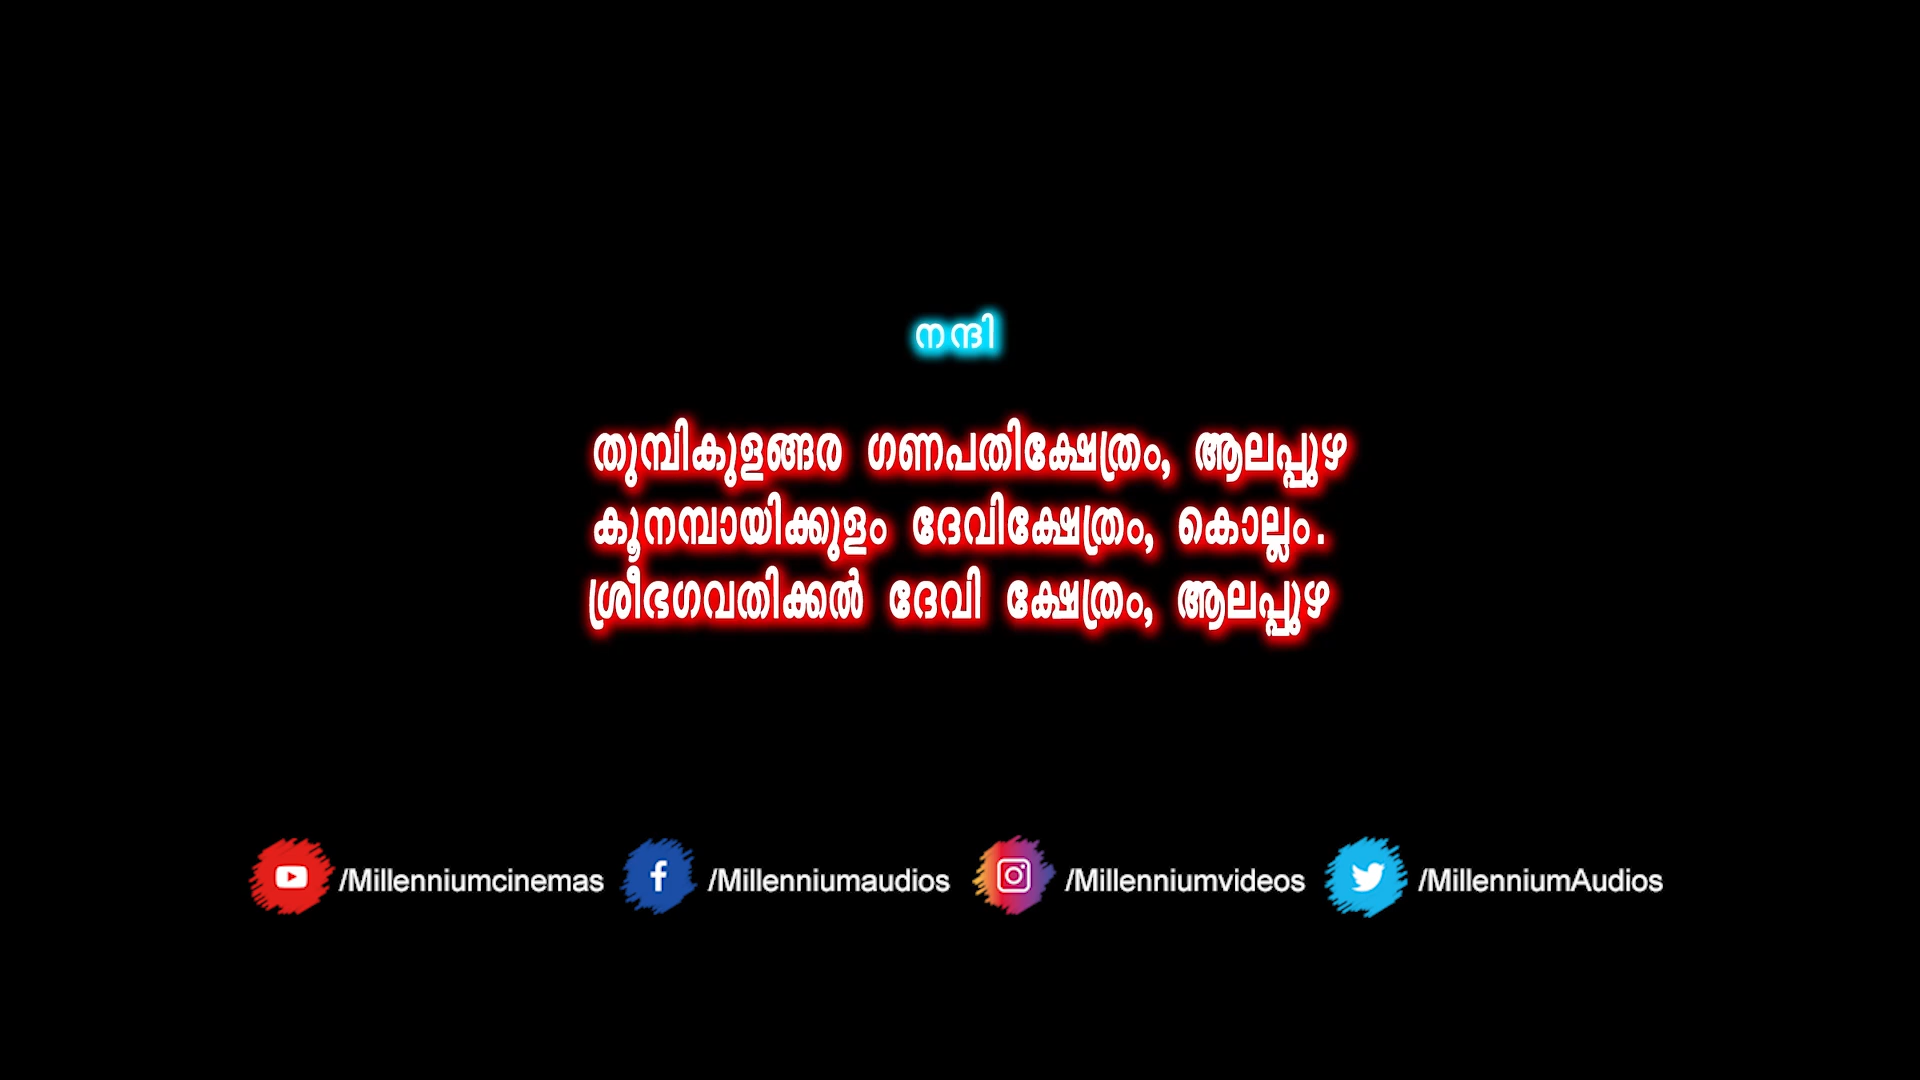 നന്ദി
തുമ്പികുളങ്ങര ഗണപതിക്ഷേത്രം, ആലപ്പുഴ
കൂനമ്പായിക്കുളം ദേവിക്ഷേത്രം, കൊല്ലം.
ശ്രീഭഗവതിക്കൽ ദേവി ക്ഷേത്രം, ആലപ്പുഴ
/Millenniumcinemas /Millenniumaudios /Millenniumvideos /MillenniumAudios